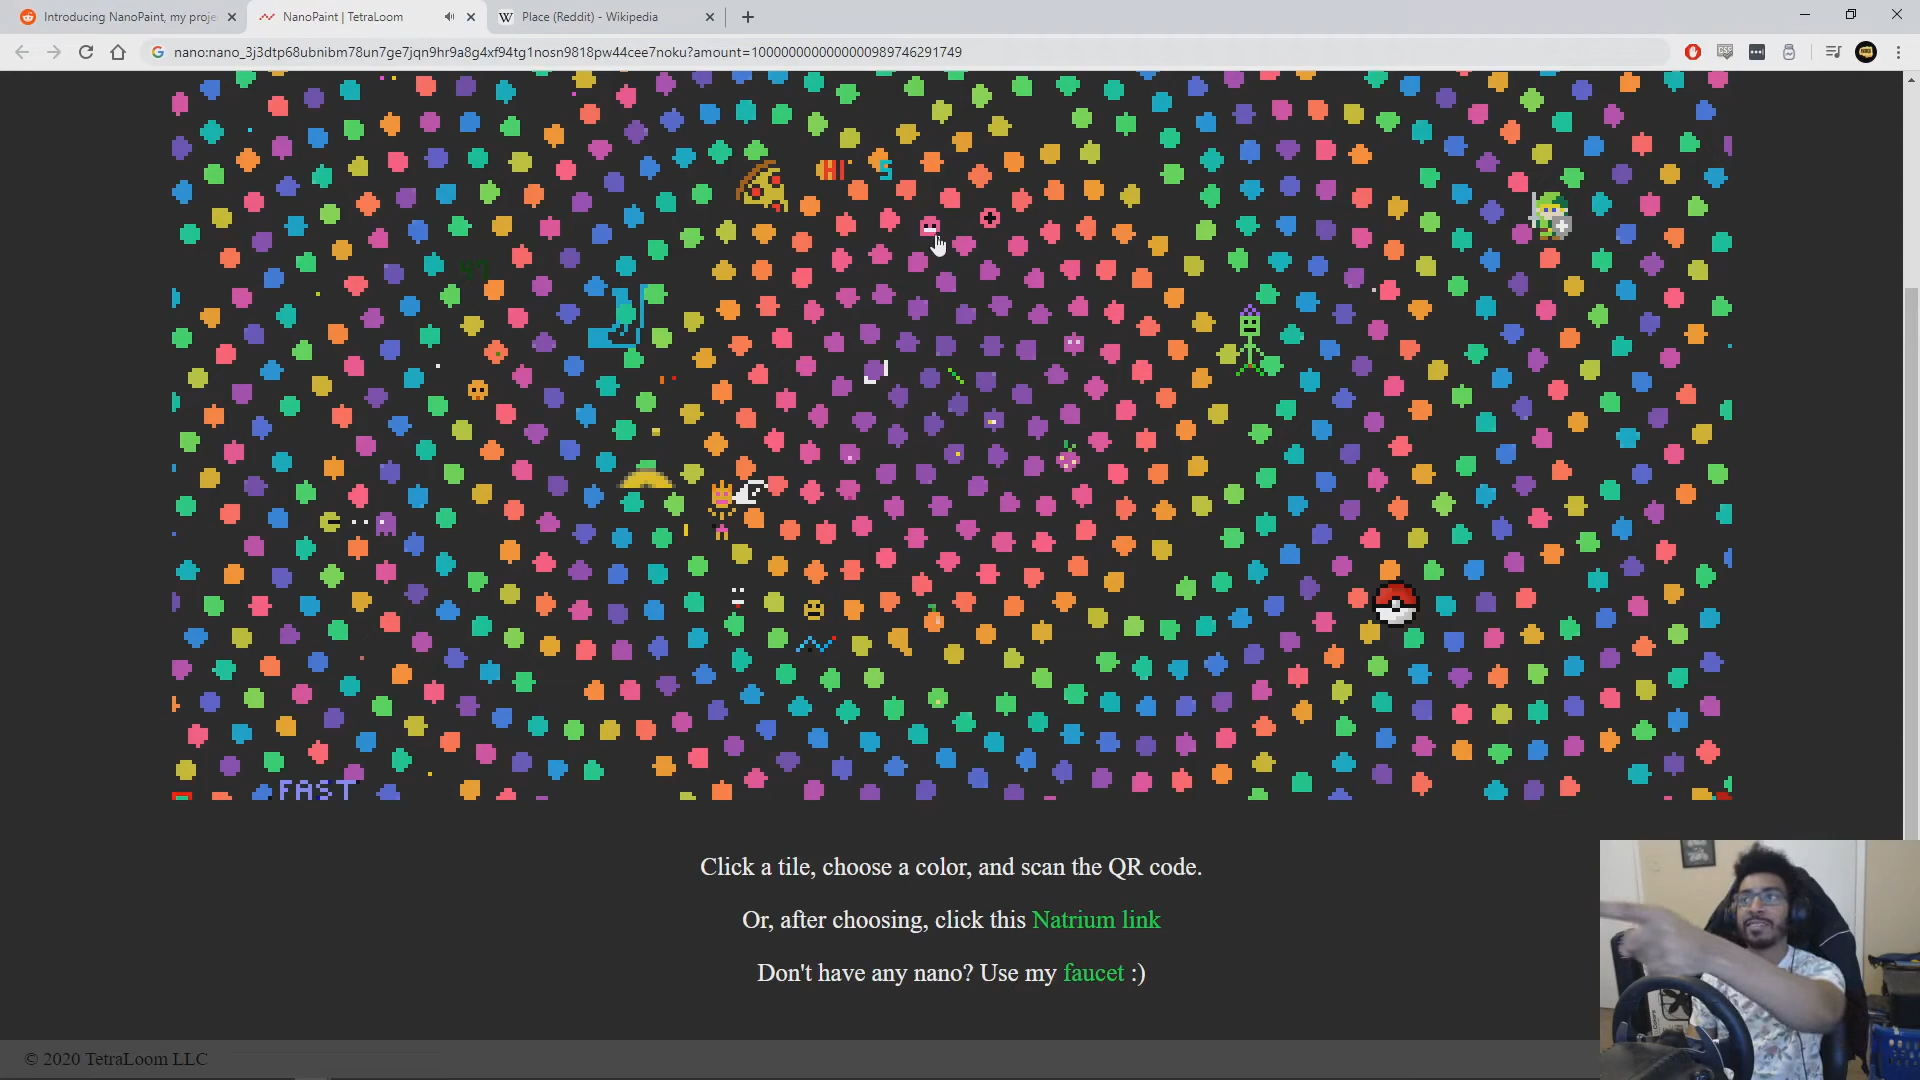 Introducing NanoPaint, my proje
NanoPaint | TetraLoom
W Place (Reddit) - Wikipedia
nano:nano_3j3dtp68ubnibm78un7ge7jqn9hr9a8g4xf94tg1nosn9818pw44cee7noku?amount=1000000000000000989746291749
HI
S
FAST
Click a tile, choose a color, and scan the QR code.
Or, after choosing, click this Natrium link
Don't have any nano? Use my faucet :)
© 2020 TetraLoom LLC